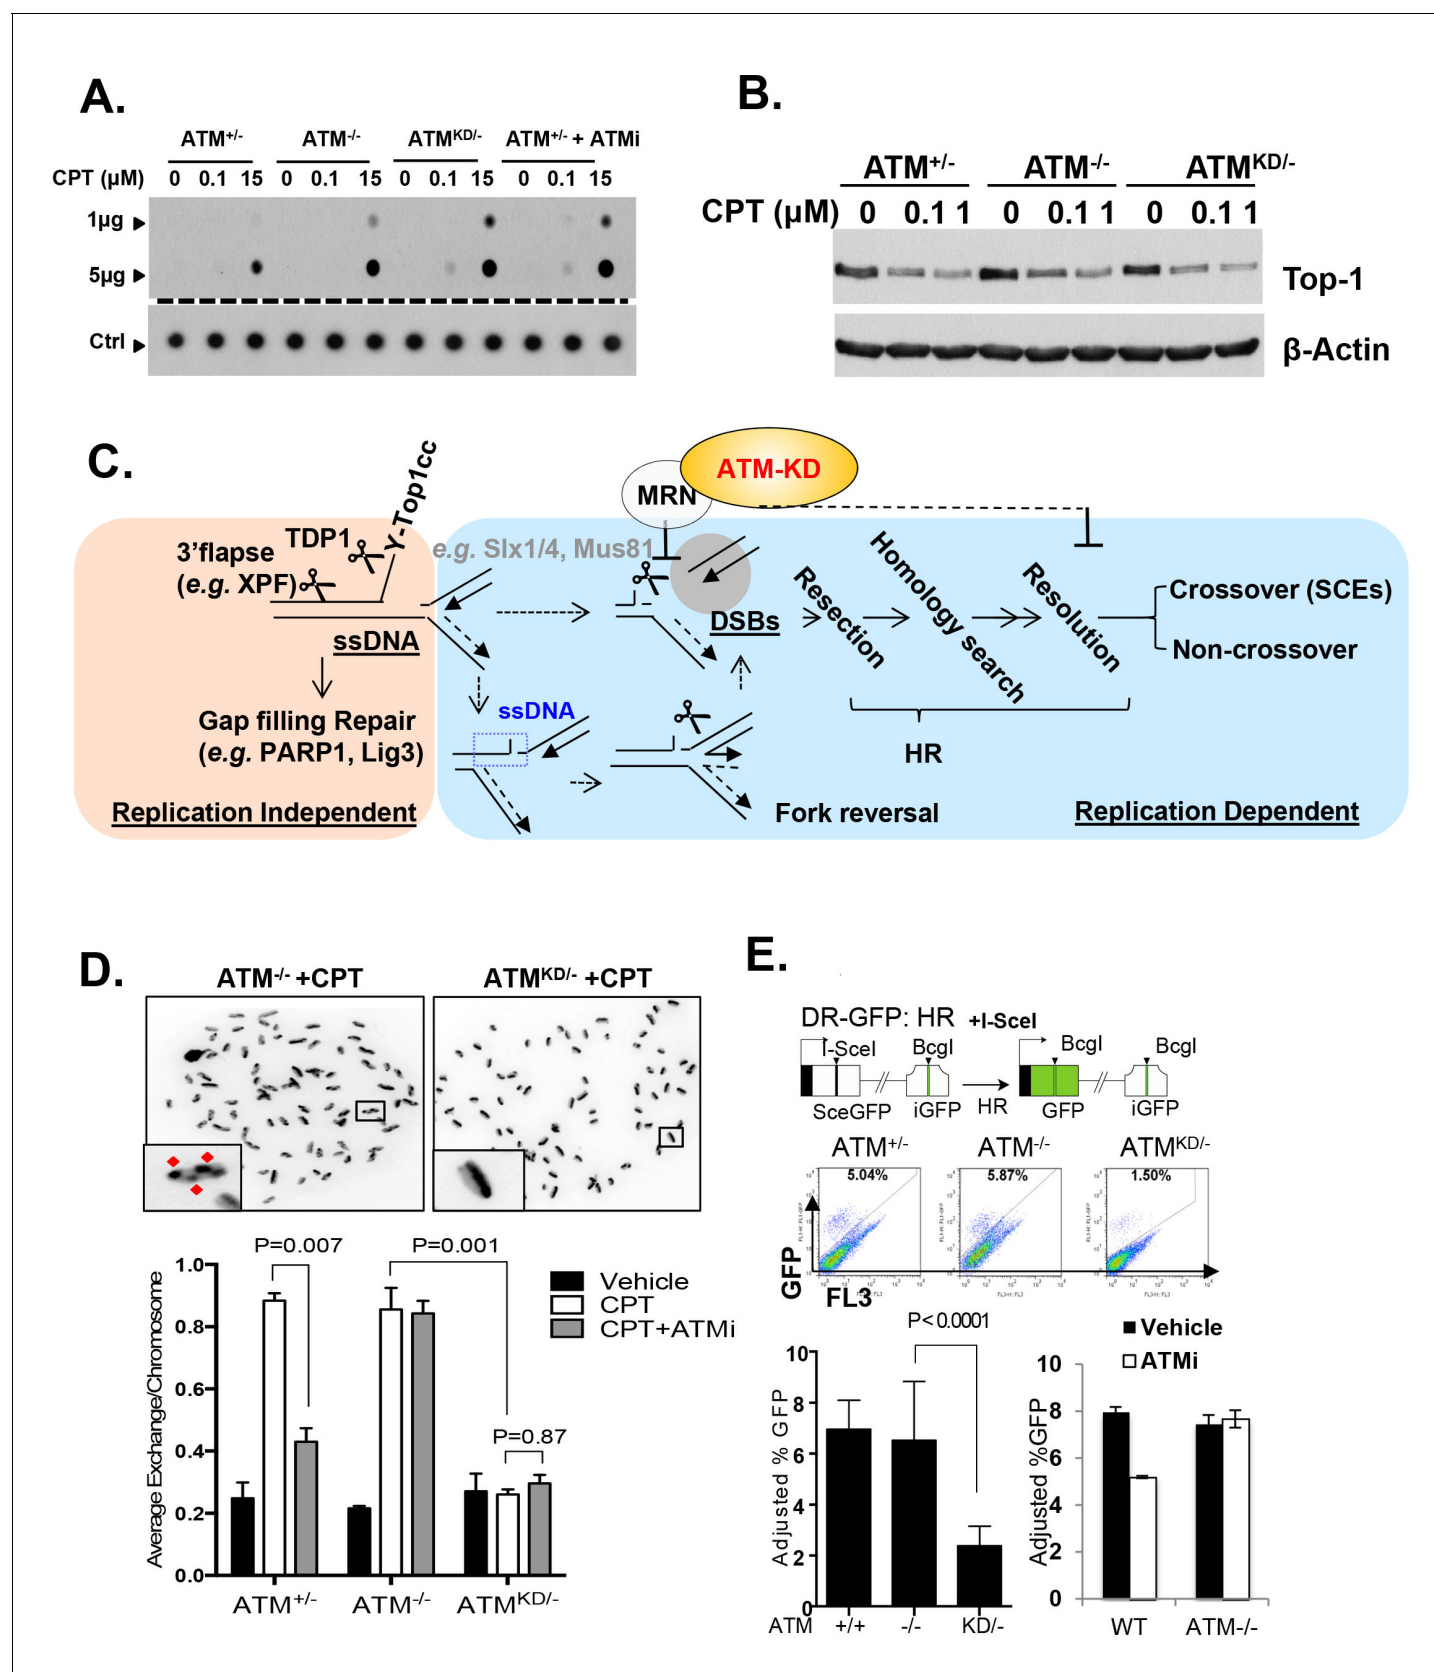 A.
ATM+/- ATM-/- ATMKD/- ATM+/- + ATMi
CPT (µM) 0 0.1 15 0 0.1 15 0 0.1 15 0 0.1 15
1µg
5µg
Ctrl
B.
ATM+/- ATM-/- ATMKD/-
CPT (µM) 0 0.1 1 0 0.1 1 0 0.1 1
Top-1
β-Actin
C.
3'flapse
(e.g. XPF)
TDP1
Y-Top1cc
ssDNA
Gap filling Repair
(e.g. PARP1, Lig3)
Replication Independent
MRN
ATM-KD
e.g. Slx1/4, Mus81
DSBs
ssDNA
Fork reversal
Resection
Homology search
Resolution
HR
Crossover (SCEs)
Non-crossover
Replication Dependent
D.
ATM-/- +CPT
ATMKD/- +CPT
P=0.007
P=0.001
P=0.87
Vehicle
CPT
CPT+ATMi
Average Exchange/Chromosome
1.0
0.8
0.6
0.4
0.2
0.0
ATM+/- ATM-/- ATMKD/-
E.
DR-GFP: HR +I-SceI
I-SceI BcgI BcgI BcgI
SceGFP iGFP HR GFP iGFP
ATM+/- ATM-/- ATMKD/-
5.04% 5.87% 1.50%
GFP
FL3
P<0.0001
Adjusted % GFP
10
8
6
4
2
0
ATM +/+ -/- KD/-
Vehicle
ATMi
Adjusted %GFP
10
8
6
4
2
0
WT ATM-/-